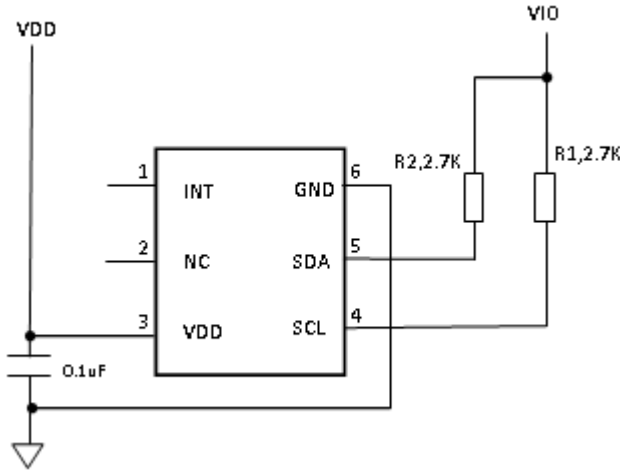 VDD
VIO
R2,2.7K
R1,2.7K
1
INT
GND
6
2
NC
SDA
5
3
VDD
SCL
4
0.1uF